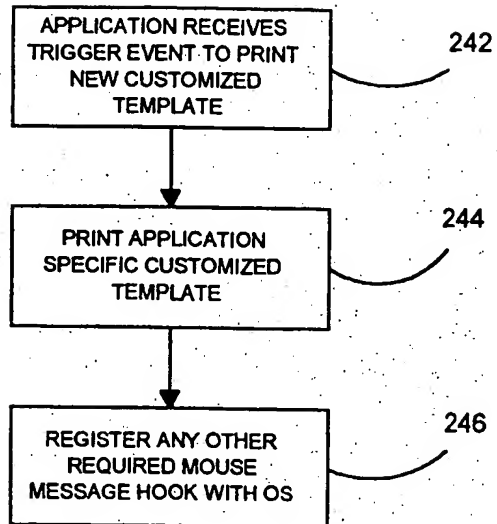 APPLICATION RECEIVES
TRIGGER EVENT TO PRINT
NEW CUSTOMIZED
TEMPLATE
242
PRINT APPLICATION
SPECIFIC CUSTOMIZED
TEMPLATE
244
REGISTER ANY OTHER
REQUIRED MOUSE
MESSAGE HOOK WITH OS
246